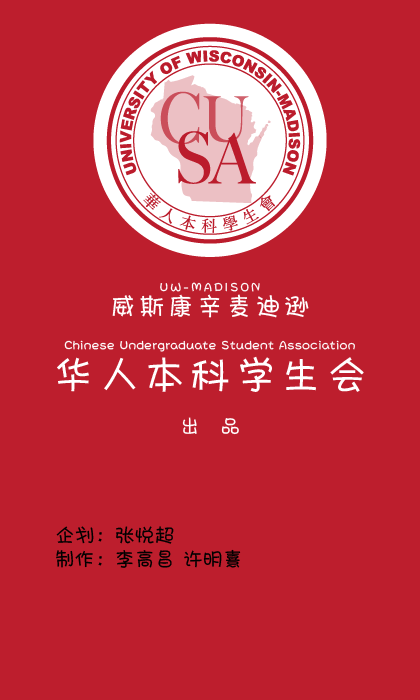 UNIVERSITY OF WISCONSIN-MADISON
CU
SA
華人本科學生會
UW-MADISON
威斯康辛麦迪逊
Chinese Undergraduate Student Association
华人本科学生会
出 品
企划：张悦超
制作：李高昌 许明熹